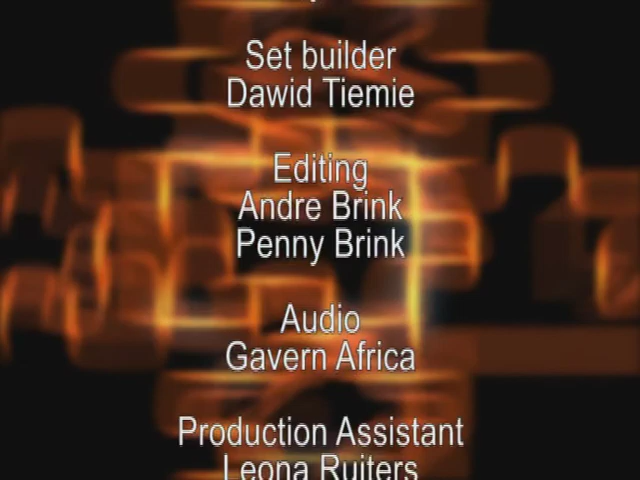 Set builder
Dawid Tiemie
Editing
Andre Brink
Penny Brink
Audio
Gavern Africa
Production Assistant
Leona Ruiters